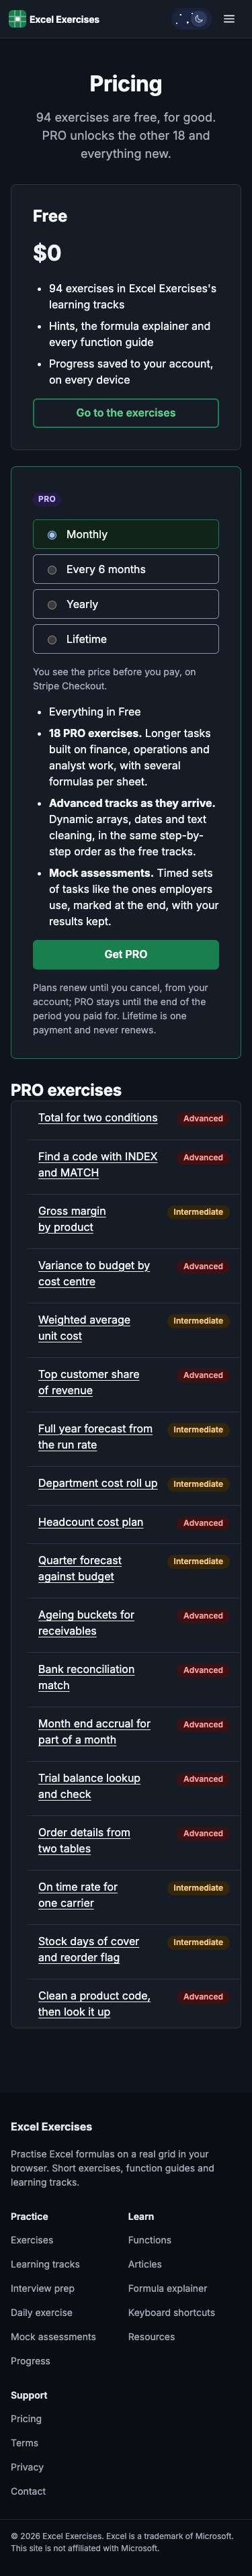 Excel Exercises
Pricing
94 exercises are free, for good.
PRO unlocks the other 18 and
everything new.
Free
$0
• 94 exercises in Excel Exercises's
learning tracks
• Hints, the formula explainer and
every function guide
• Progress saved to your account,
on every device
Go to the exercises
PRO
Monthly
Every 6 months
Yearly
Lifetime
You see the price before you pay, on
Stripe Checkout.
• Everything in Free
• 18 PRO exercises. Longer tasks
built on finance, operations and
analyst work, with several
formulas per sheet.
• Advanced tracks as they arrive.
Dynamic arrays, dates and text
cleaning, in the same step-by-
step order as the free tracks.
• Mock assessments. Timed sets
of tasks like the ones employers
use, marked at the end, with your
results kept.
Get PRO
Plans renew until you cancel, from your
account; PRO stays until the end of the
period you paid for. Lifetime is one
payment and never renews.
PRO exercises
Total for two conditions Advanced
Find a code with INDEX Advanced
and MATCH
Gross margin Intermediate
by product
Variance to budget by Advanced
cost centre
Weighted average Intermediate
unit cost
Top customer share Advanced
of revenue
Full year forecast from Intermediate
the run rate
Department cost roll up Intermediate
Headcount cost plan Advanced
Quarter forecast Intermediate
against budget
Ageing buckets for Advanced
receivables
Bank reconciliation Advanced
match
Month end accrual for Advanced
part of a month
Trial balance lookup Advanced
and check
Order details from Advanced
two tables
On time rate for Intermediate
one carrier
Stock days of cover Intermediate
and reorder flag
Clean a product code, Advanced
then look it up
Excel Exercises
Practise Excel formulas on a real grid in your
browser. Short exercises, function guides and
learning tracks.
Practice
Exercises
Learning tracks
Interview prep
Daily exercise
Mock assessments
Progress
Learn
Functions
Articles
Formula explainer
Keyboard shortcuts
Resources
Support
Pricing
Terms
Privacy
Contact
© 2026 Excel Exercises. Excel is a trademark of Microsoft.
This site is not affiliated with Microsoft.